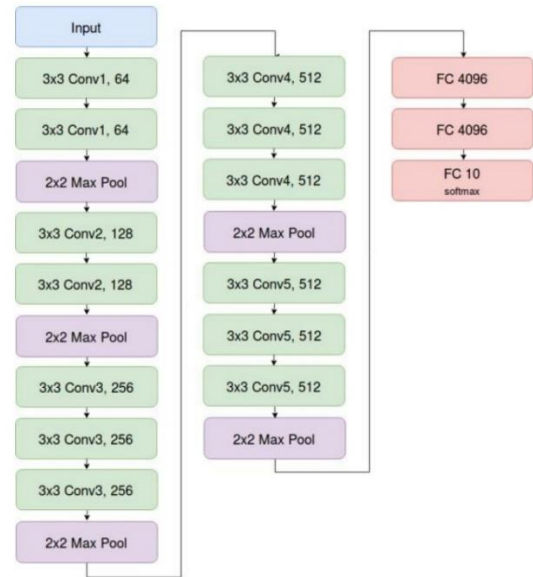 Input
3x3 Conv1, 64
3x3 Conv1, 64
2x2 Max Pool
3x3 Conv2, 128
3x3 Conv2, 128
2x2 Max Pool
3x3 Conv3, 256
3x3 Conv3, 256
3x3 Conv3, 256
2x2 Max Pool
3x3 Conv4, 512
3x3 Conv4, 512
3x3 Conv4, 512
2x2 Max Pool
3x3 Conv5, 512
3x3 Conv5, 512
3x3 Conv5, 512
2x2 Max Pool
FC 4096
FC 4096
FC 10
softmax